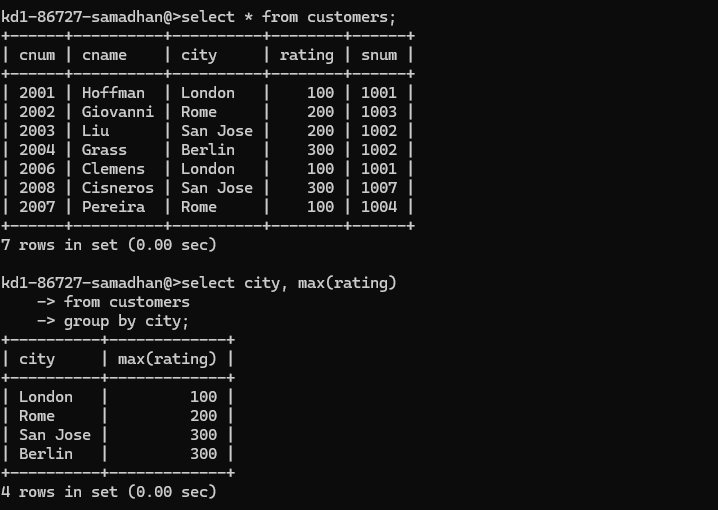 kd1-86727-samadhan@>select * from customers;
+------+----------+----------+--------+------+
| cnum | cname    | city     | rating | snum |
+------+----------+----------+--------+------+
| 2001 | Hoffman  | London   |    100 | 1001 |
| 2002 | Giovanni | Rome     |    200 | 1003 |
| 2003 | Liu      | San Jose |    200 | 1002 |
| 2004 | Grass    | Berlin   |    300 | 1002 |
| 2006 | Clemens  | London   |    100 | 1001 |
| 2008 | Cisneros | San Jose |    300 | 1007 |
| 2007 | Pereira  | Rome     |    100 | 1004 |
+------+----------+----------+--------+------+
7 rows in set (0.00 sec)

kd1-86727-samadhan@>select city, max(rating)
    -> from customers
    -> group by city;
+----------+-------------+
| city     | max(rating) |
+----------+-------------+
| London   |         100 |
| Rome     |         200 |
| San Jose |         300 |
| Berlin   |         300 |
+----------+-------------+
4 rows in set (0.00 sec)